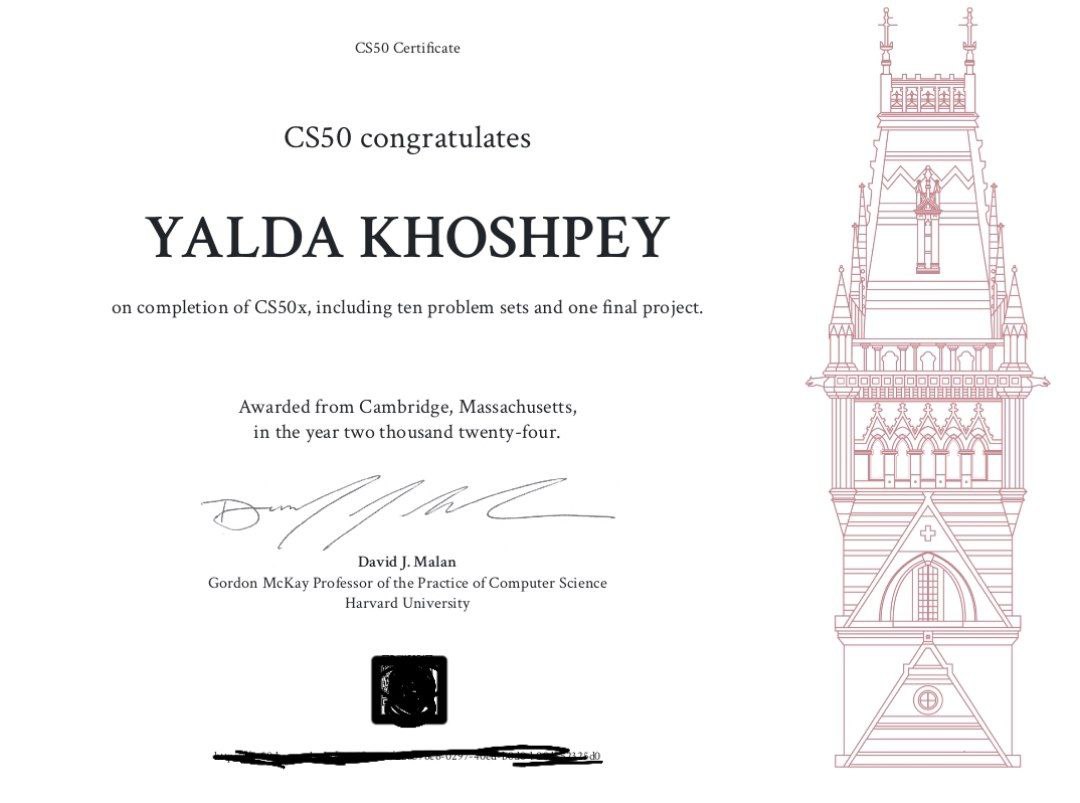 CS50 Certificate
CS50 congratulates
YALDA KHOSHPEY
on completion of CS50x, including ten problem sets and one final project.
Awarded from Cambridge, Massachusetts,
in the year two thousand twenty-four.
David J. Malan
Gordon McKay Professor of the Practice of Computer Science
Harvard University